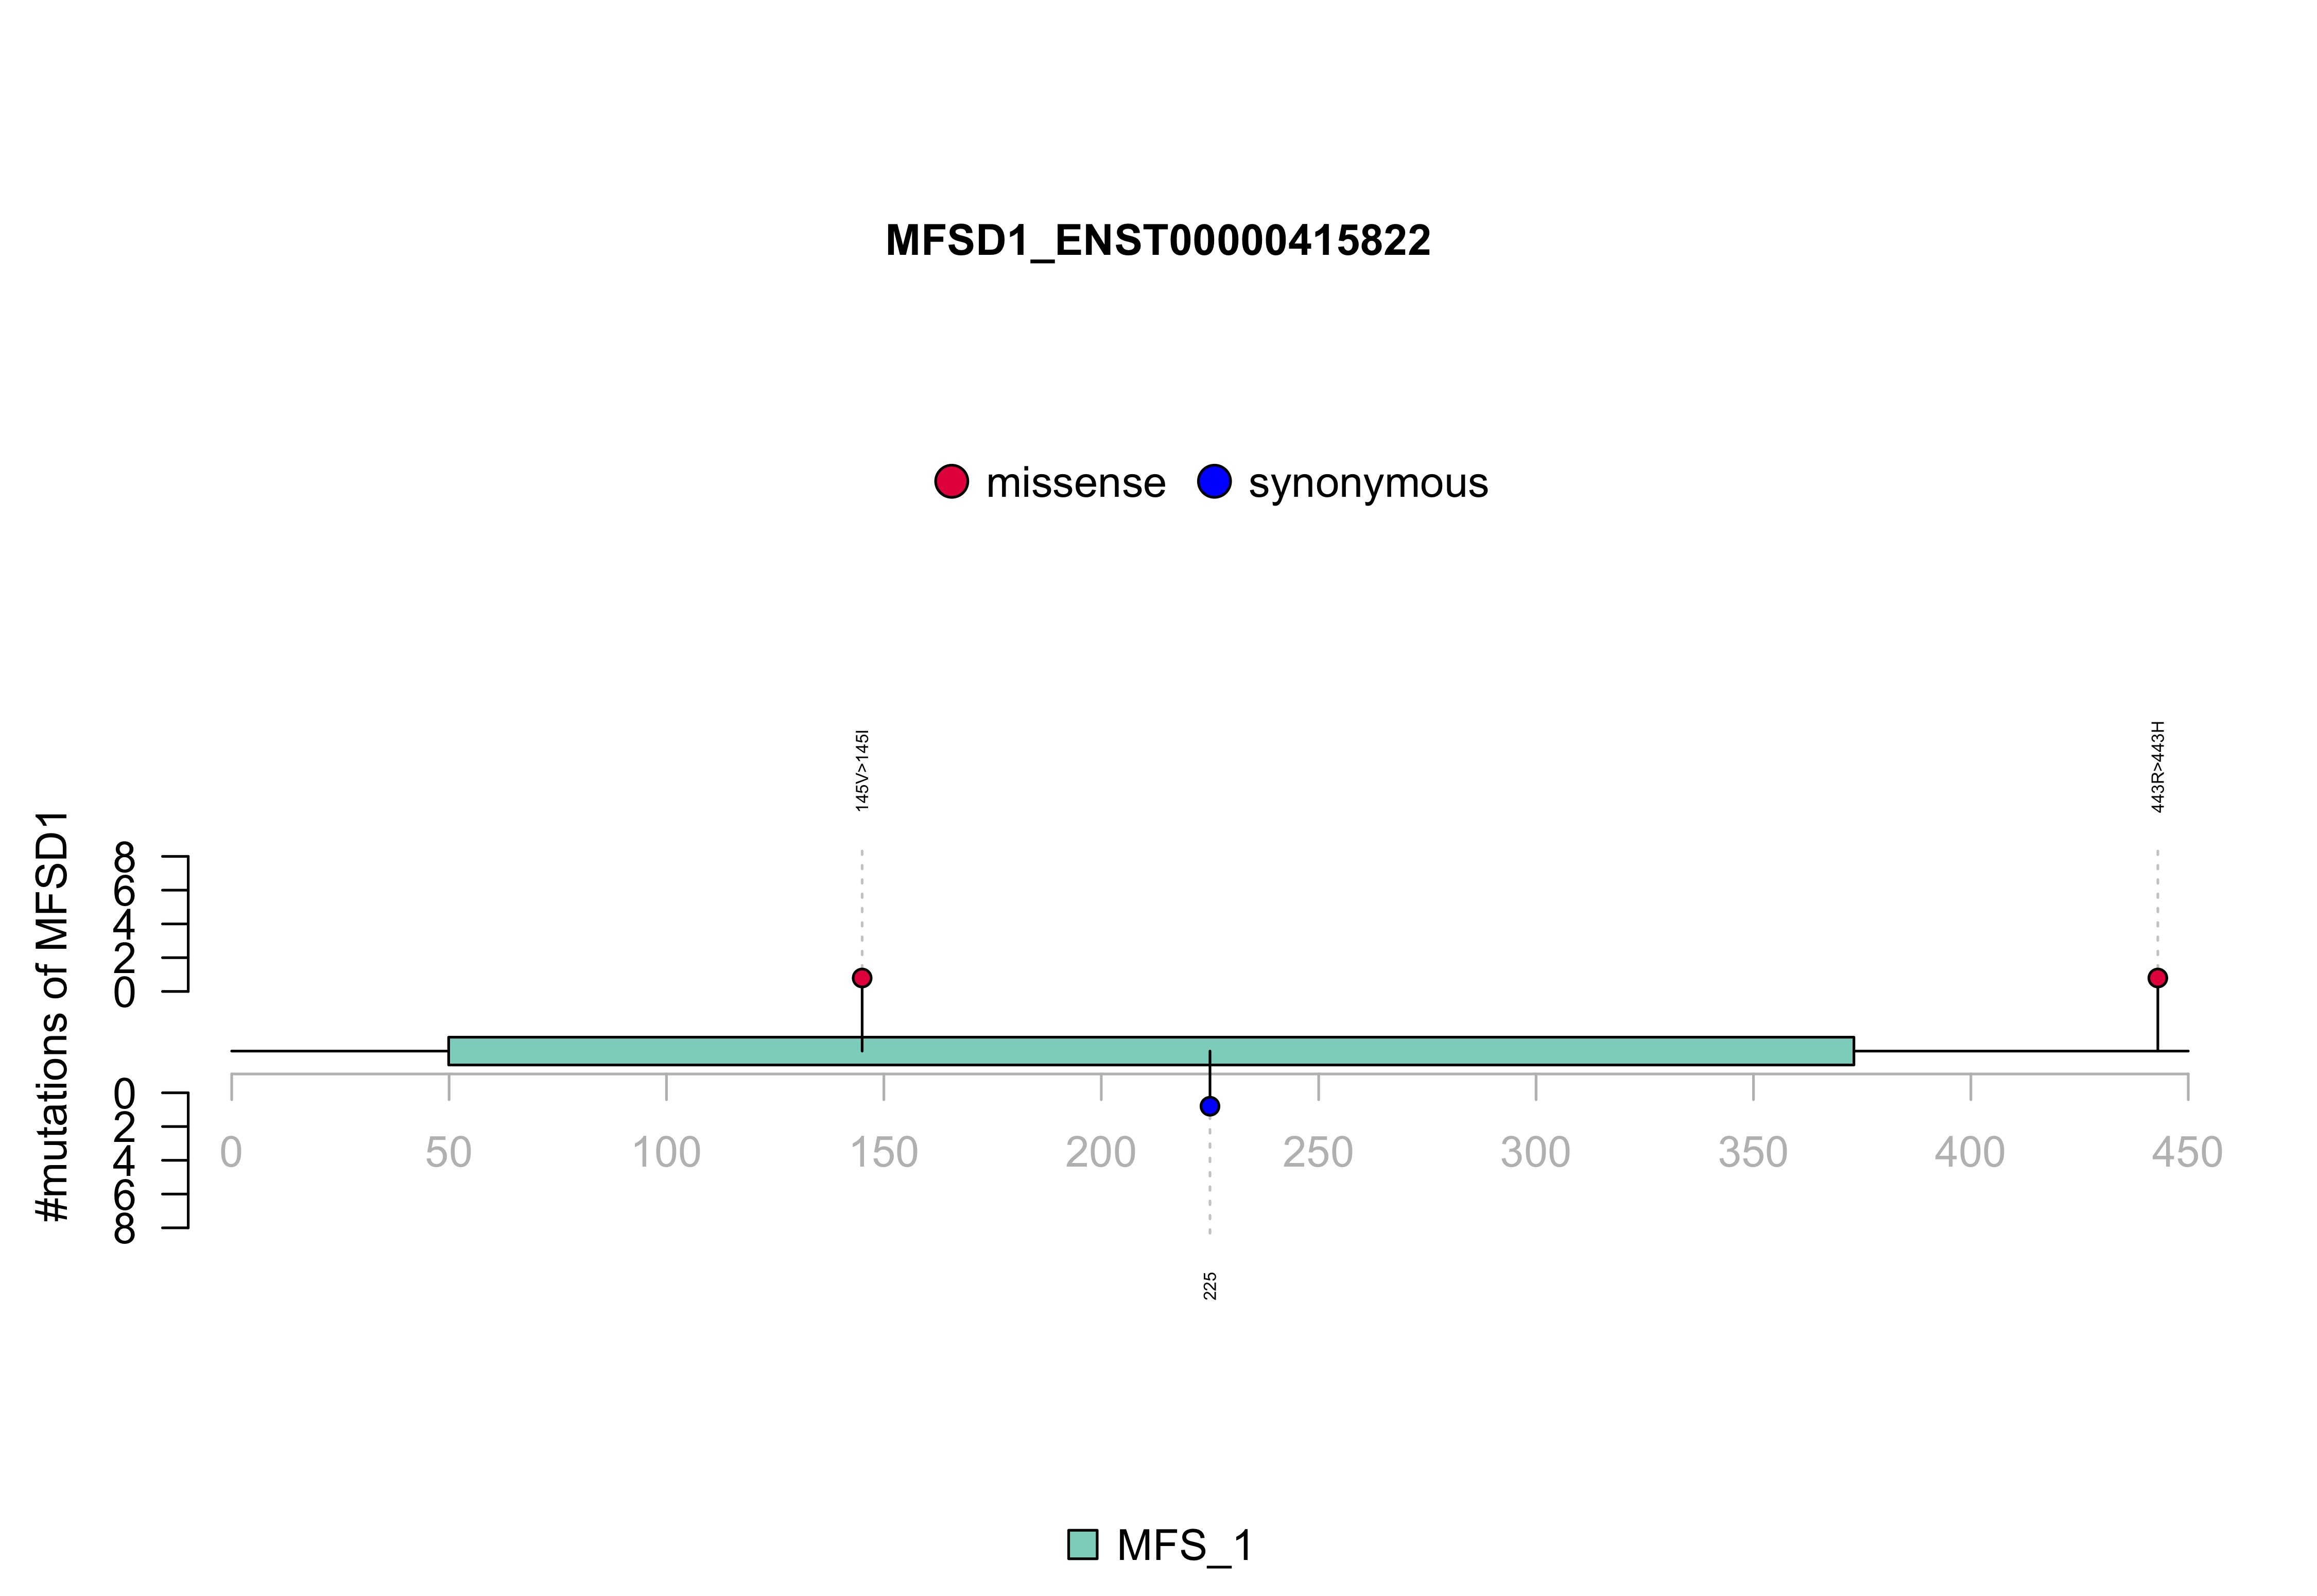 MFSD1_ENST00000415822
missense synonymous
145V>145I
443R>443H
#mutations of MFSD1
8
6
4
2
0
0
2
4
6
8
0 50 100 150 200 250 300 350 400 450
225
MFS_1